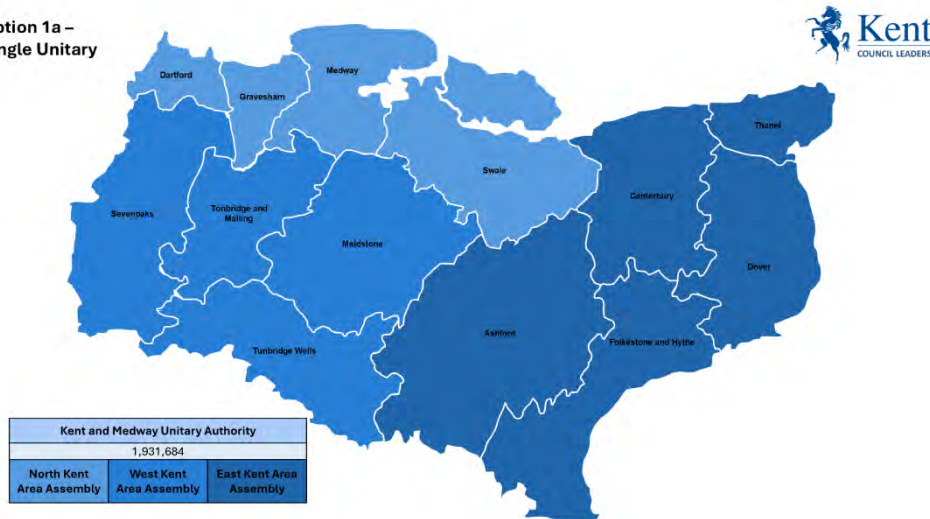 ption 1a –
ngle Unitary
Kent
COUNCIL LEADERS
Dartford
Gravesham
Medway
Swale
Thanet
Canterbury
Sevenoaks
Tonbridge and
Malling
Maidstone
Dover
Ashford
Folkestone and Hythe
Tunbridge Wells
Kent and Medway Unitary Authority
1,931,684
North Kent
Area Assembly
West Kent
Area Assembly
East Kent Area
Assembly